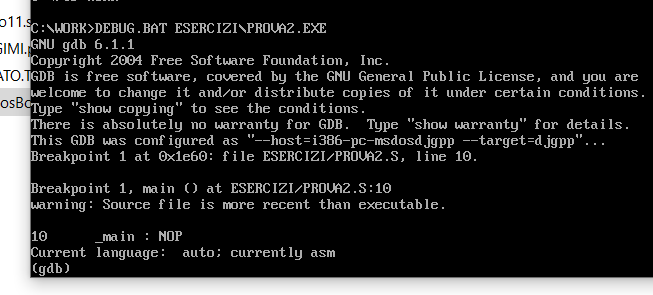 C:\WORK>DEBUG.BAT ESERCIZI\PROVA2.EXE
GNU gdb 6.1.1
Copyright 2004 Free Software Foundation, Inc.
GDB is free software, covered by the GNU General Public License, and you are
welcome to change it and/or distribute copies of it under certain conditions.
Type "show copying" to see the conditions.
There is absolutely no warranty for GDB.  Type "show warranty" for details.
This GDB was configured as "--host=i386-pc-msdosdjgpp --target=djgpp"...
Breakpoint 1 at 0x1e60: file ESERCIZI/PROVA2.S, line 10.
Breakpoint 1, main () at ESERCIZI/PROVA2.S:10
warning: Source file is more recent than executable.
10      _main : NOP
Current language:  auto; currently asm
(gdb)